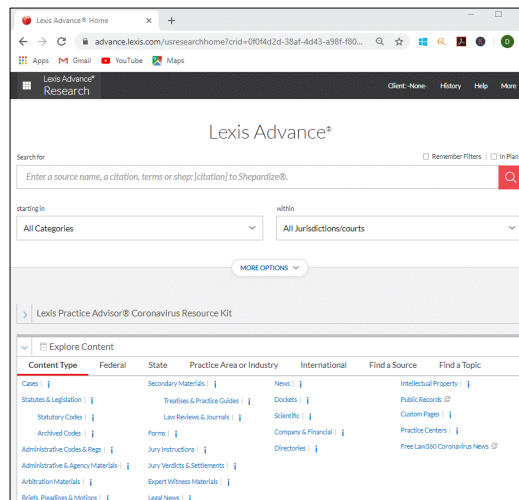 Lexis Advance® Home
advance.lexis.com/usresearchhome?crid=0f0f4d2d-38af-4d43-a98f-f80...
D
Apps Gmail YouTube Maps
Lexis Advance®
Research
Client: -None- History Help More
Lexis Advance®
Search for
Remember Filters | In Plan
Enter a source name, a citation, terms or shep: [citation] to Shepardize®.
starting in within
All Categories All Jurisdictions/courts
MORE OPTIONS
Lexis Practice Advisor® Coronavirus Resource Kit
Explore Content
Content Type Federal State Practice Area or Industry International Find a Source Find a Topic
Cases | i Secondary Materials | i News | i Intellectual Property | i
Statutes & Legislation | i Treatises & Practice Guides | i Dockets | i Public Records
Statutory Codes | i Law Reviews & Journals | i Scientific | i Custom Pages | i
Archived Codes | i Forms | i Company & Financial | i Practice Centers | i
Administrative Codes & Regs | i Jury Instructions | i Directories | i Free Law360 Coronavirus News
Administrative & Agency Materials | i Jury Verdicts & Settlements | i
Arbitration Materials | i Expert Witness Materials | i
Briefs, Pleadings & Motions | i Legal News | i